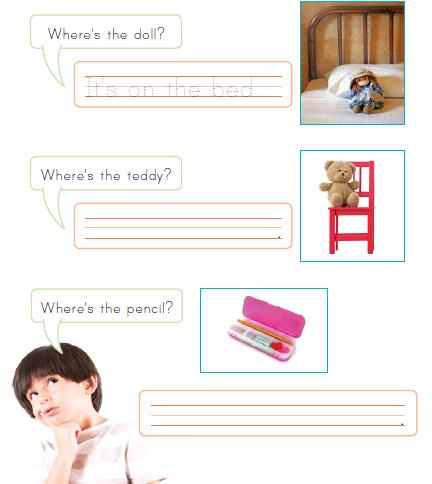 Where's the doll?
It's on the bed.
Where's the teddy?
.
Where's the pencil?
.